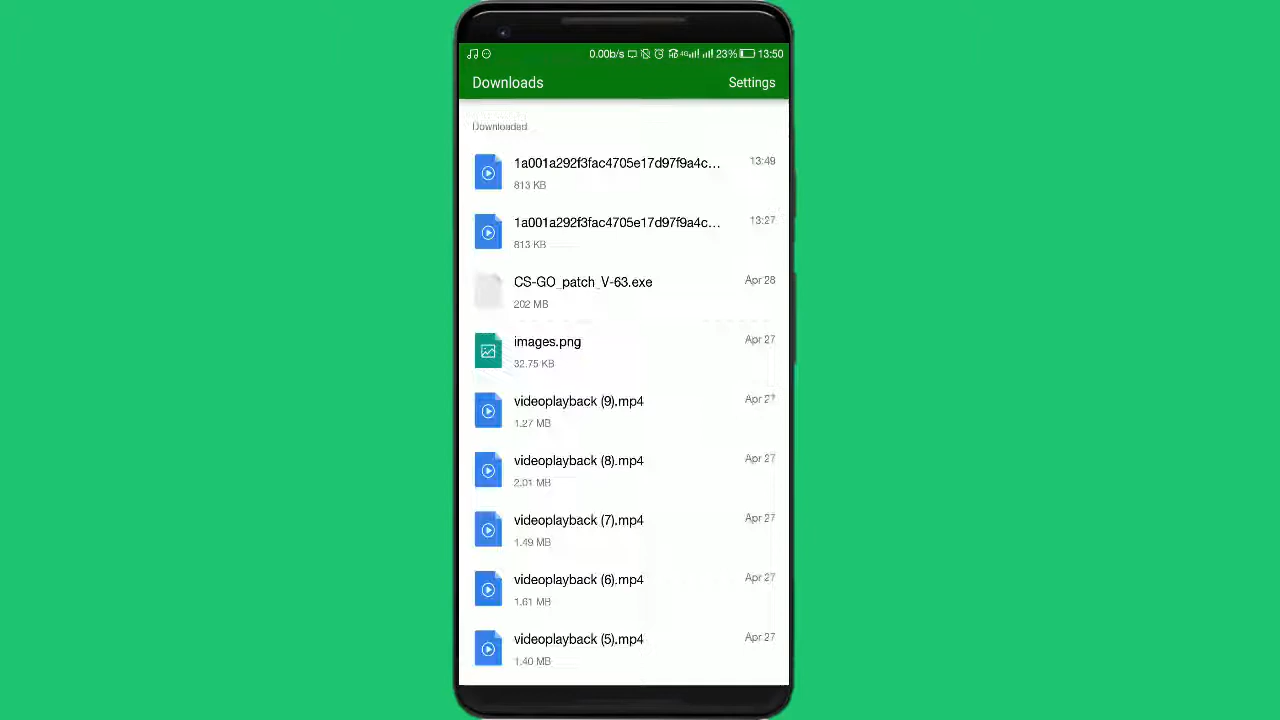 0.00b/s HD 4G 23% 13:50
Downloads Settings
Downloaded
1a001a292f3fac4705e17d97f9a4c... 13:49
813 KB
1a001a292f3fac4705e17d97f9a4c... 13:27
813 KB
CS-GO_patch_V-63.exe Apr 28
202 MB
images.png Apr 27
32.75 KB
videoplayback (9).mp4 Apr 27
1.27 MB
videoplayback (8).mp4 Apr 27
2.01 MB
videoplayback (7).mp4 Apr 27
1.49 MB
videoplayback (6).mp4 Apr 27
1.61 MB
videoplayback (5).mp4 Apr 27
1.40 MB